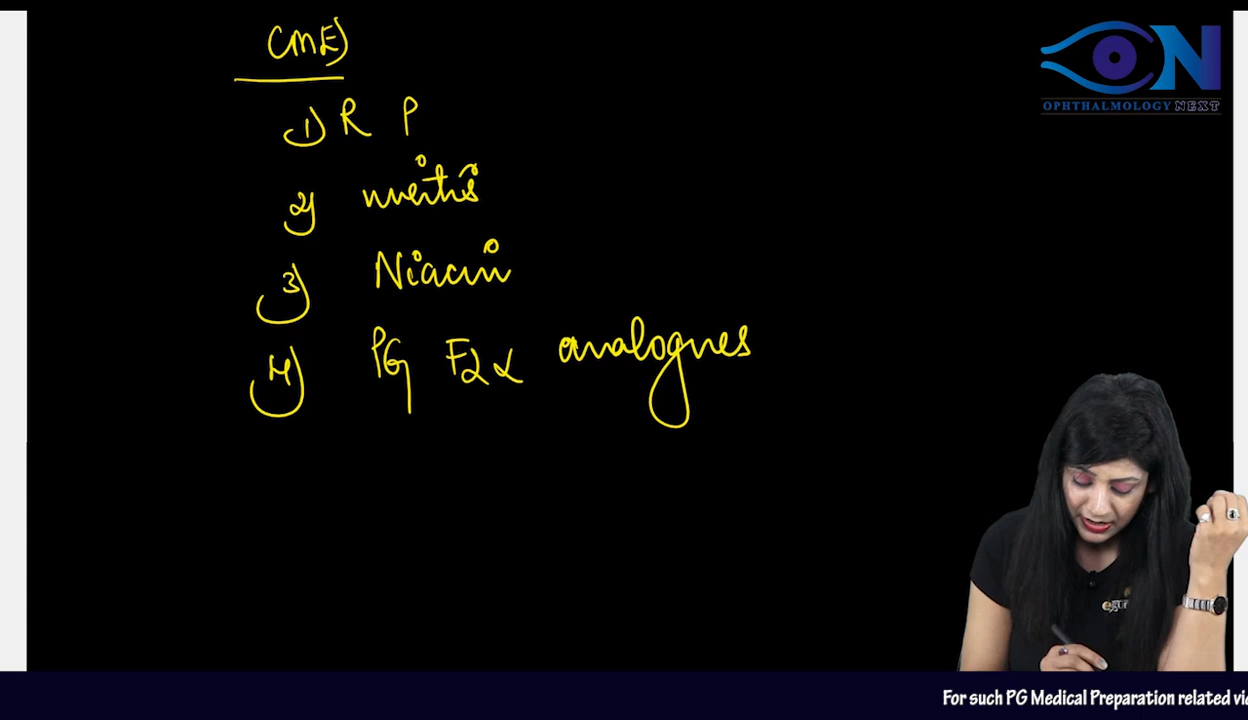 CME)
ON
OPHTHALMOLOGY NEXT
1) R P
2) uveitis
3) Niacin
4) PG F2α analogues
For such PG Medical Preparation related vi